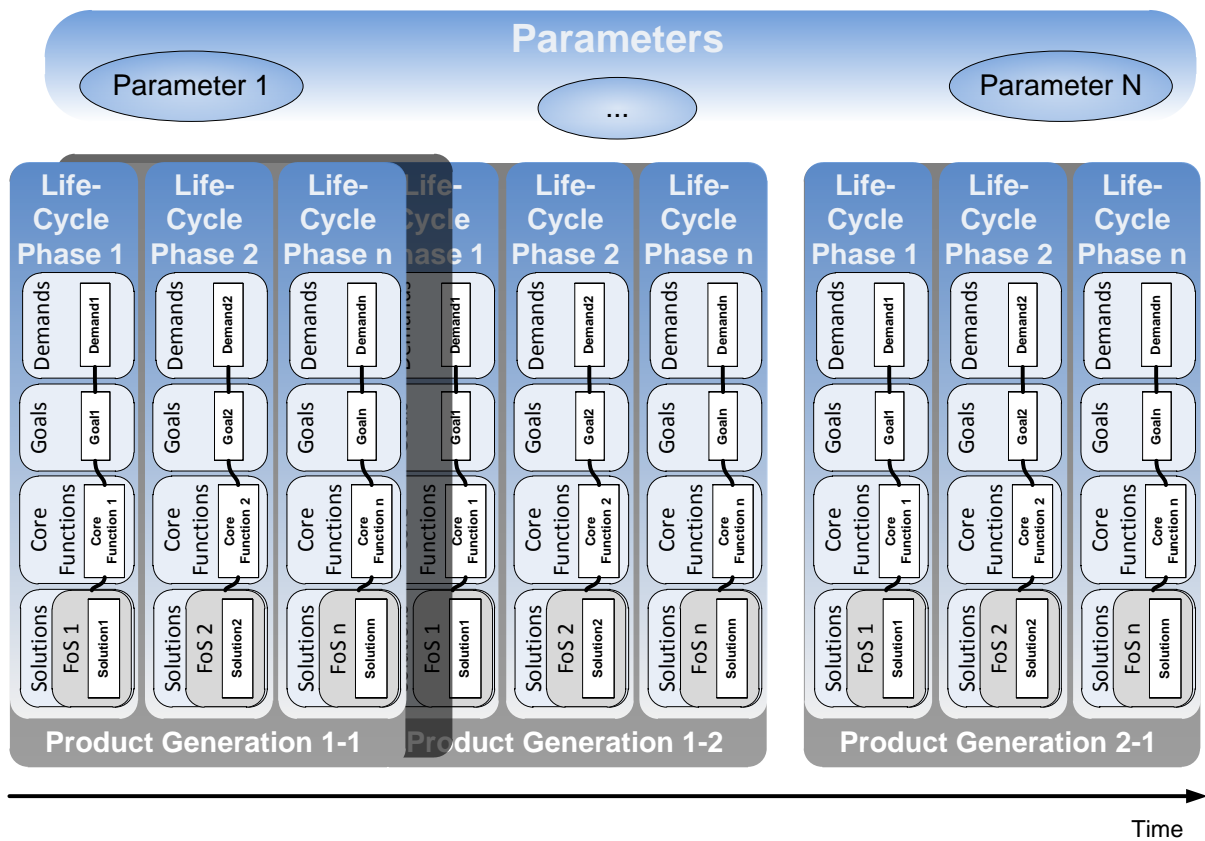 Parameters
Parameter 1
...
Parameter N
Life-
Cycle
Phase 1
Demands
Demand1
Goals
Goal1
Core
Functions
Core
Function 1
Solutions
FoS 1
Solution1
Life-
Cycle
Phase 2
Demands
Demand2
Goals
Goal2
Core
Functions
Core
Function 2
Solutions
FoS 2
Solution2
Life-
Cycle
Phase n
Demands
Demandn
Goals
Goaln
Core
Functions
Core
Function n
Solutions
FoS n
Solutionn
Product Generation 1-1
Life-
Cycle
Phase 1
Demands
Demand1
Goal1
Functions
Core
Function 1
FoS 1
Solution1
Life-
Cycle
Phase 2
Demands
Demand2
Goals
Goal2
Core
Functions
Core
Function 2
Solutions
FoS 2
Solution2
Life-
Cycle
Phase n
Demands
Demandn
Goals
Goaln
Core
Functions
Core
Function n
Solutions
FoS n
Solutionn
Product Generation 1-2
Life-
Cycle
Phase 1
Demands
Demand1
Goals
Goal1
Core
Functions
Core
Function 1
Solutions
FoS 1
Solution1
Life-
Cycle
Phase 2
Demands
Demand2
Goals
Goal2
Core
Functions
Core
Function 2
Solutions
FoS 2
Solution2
Life-
Cycle
Phase n
Demands
Demandn
Goals
Goaln
Core
Functions
Core
Function n
Solutions
FoS n
Solutionn
Product Generation 2-1
Time